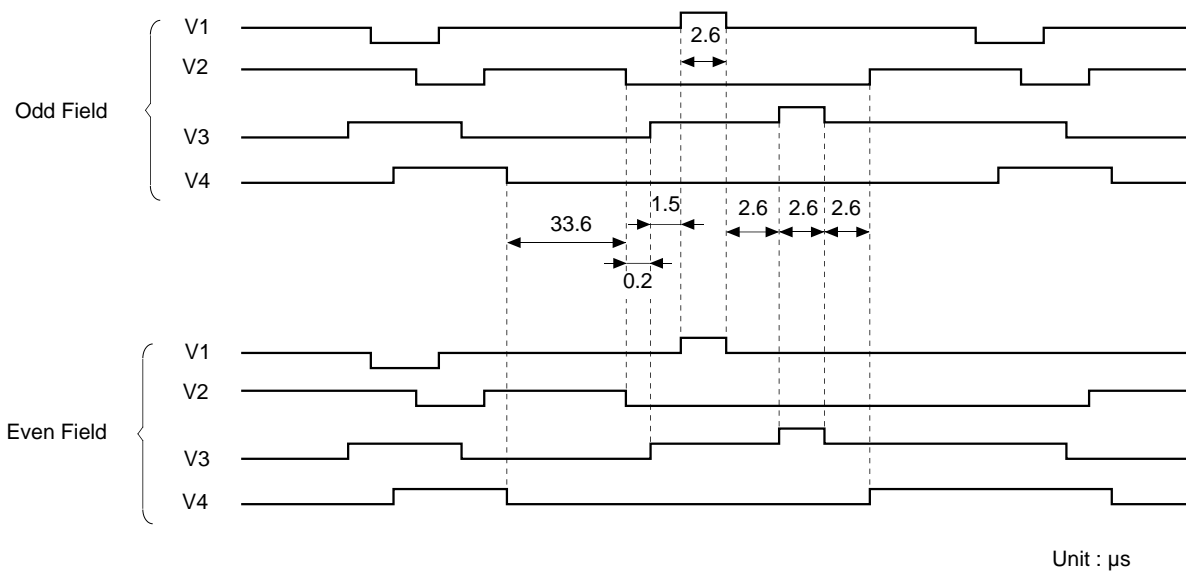 V1
2.6
V2
Odd Field
V3
V4
1.5
2.6 2.6 2.6
33.6
0.2
V1
V2
Even Field
V3
V4
Unit : µs